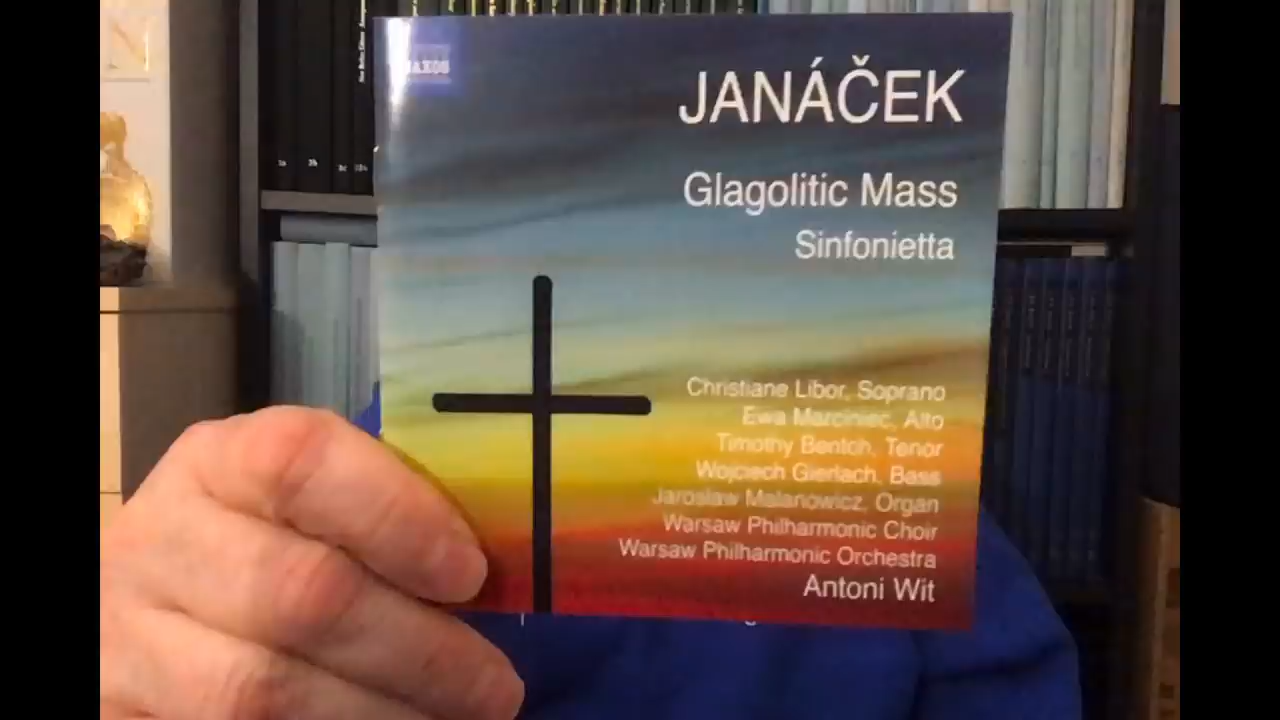 NAXOS
JANÁČEK
Glagolitic Mass
Sinfonietta
Christiane Libor, Soprano
Ewa Marciniec, Alto
Timothy Bentch, Tenor
Wojciech Gierlach, Bass
Jarosław Malanowicz, Organ
Warsaw Philharmonic Choir
Warsaw Philharmonic Orchestra
Antoni Wit